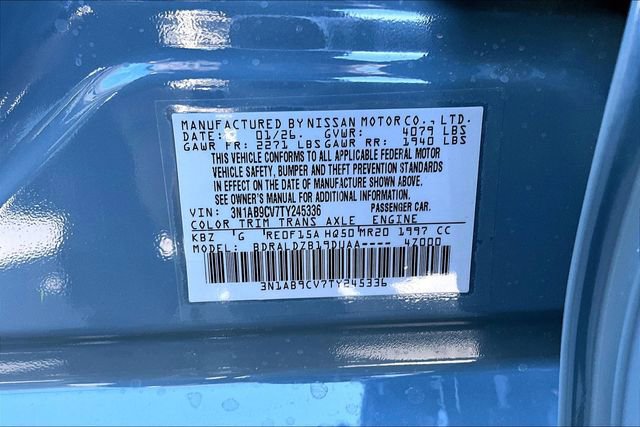 MANUFACTURED BY NISSAN MOTOR CO., LTD.
DATE: 01/26. GVWR: 4079 LBS
GAWR FR: 2271 LBS GAWR RR: 1940 LBS
THIS VEHICLE CONFORMS TO ALL APPLICABLE FEDERAL MOTOR
VEHICLE SAFETY, BUMPER AND THEFT PREVENTION STANDARDS
IN EFFECT ON THE DATE OF MANUFACTURE SHOWN ABOVE.
SEE OWNER'S MANUAL FOR ADDITIONAL INFORMATION.
VIN: 3N1AB9CV7TY245336 PASSENGER CAR.
COLOR TRIM TRANS AXLE ENGINE
KBZ G RE0F15A HQ50 MR20 1997 CC
MODEL: BDRALDZB19DUAA---- 47000
3N1AB9CV7TY245336